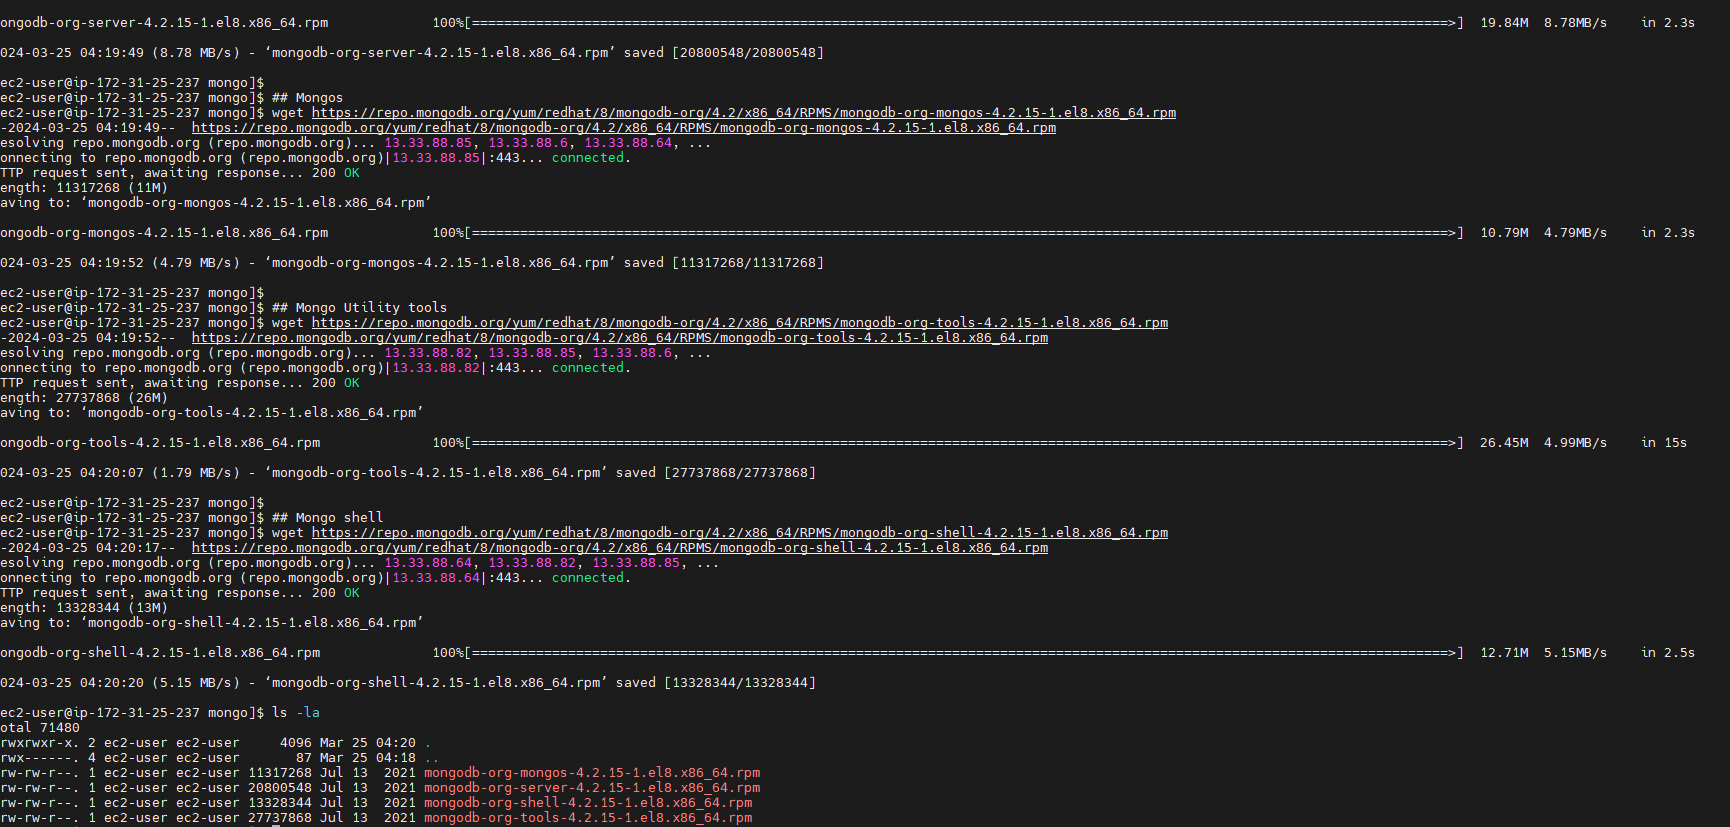 ongodb-org-server-4.2.15-1.el8.x86_64.rpm 100%[==========================================================================================================================>] 19.84M 8.78MB/s in 2.3s
024-03-25 04:19:49 (8.78 MB/s) - ‘mongodb-org-server-4.2.15-1.el8.x86_64.rpm’ saved [20800548/20800548]
ec2-user@ip-172-31-25-237 mongo]$
ec2-user@ip-172-31-25-237 mongo]$ ## Mongos
ec2-user@ip-172-31-25-237 mongo]$ wget https://repo.mongodb.org/yum/redhat/8/mongodb-org/4.2/x86_64/RPMS/mongodb-org-mongos-4.2.15-1.el8.x86_64.rpm
-2024-03-25 04:19:49-- https://repo.mongodb.org/yum/redhat/8/mongodb-org/4.2/x86_64/RPMS/mongodb-org-mongos-4.2.15-1.el8.x86_64.rpm
esolving repo.mongodb.org (repo.mongodb.org)... 13.33.88.85, 13.33.88.6, 13.33.88.64, ...
onnecting to repo.mongodb.org (repo.mongodb.org)|13.33.88.85|:443... connected.
TTP request sent, awaiting response... 200 OK
ength: 11317268 (11M)
aving to: ‘mongodb-org-mongos-4.2.15-1.el8.x86_64.rpm’
ongodb-org-mongos-4.2.15-1.el8.x86_64.rpm 100%[==========================================================================================================================>] 10.79M 4.79MB/s in 2.3s
024-03-25 04:19:52 (4.79 MB/s) - ‘mongodb-org-mongos-4.2.15-1.el8.x86_64.rpm’ saved [11317268/11317268]
ec2-user@ip-172-31-25-237 mongo]$
ec2-user@ip-172-31-25-237 mongo]$ ## Mongo Utility tools
ec2-user@ip-172-31-25-237 mongo]$ wget https://repo.mongodb.org/yum/redhat/8/mongodb-org/4.2/x86_64/RPMS/mongodb-org-tools-4.2.15-1.el8.x86_64.rpm
-2024-03-25 04:19:52-- https://repo.mongodb.org/yum/redhat/8/mongodb-org/4.2/x86_64/RPMS/mongodb-org-tools-4.2.15-1.el8.x86_64.rpm
esolving repo.mongodb.org (repo.mongodb.org)... 13.33.88.82, 13.33.88.85, 13.33.88.6, ...
onnecting to repo.mongodb.org (repo.mongodb.org)|13.33.88.82|:443... connected.
TTP request sent, awaiting response... 200 OK
ength: 27737868 (26M)
aving to: ‘mongodb-org-tools-4.2.15-1.el8.x86_64.rpm’
ongodb-org-tools-4.2.15-1.el8.x86_64.rpm 100%[==========================================================================================================================>] 26.45M 4.99MB/s in 15s
024-03-25 04:20:07 (1.79 MB/s) - ‘mongodb-org-tools-4.2.15-1.el8.x86_64.rpm’ saved [27737868/27737868]
ec2-user@ip-172-31-25-237 mongo]$
ec2-user@ip-172-31-25-237 mongo]$ ## Mongo shell
ec2-user@ip-172-31-25-237 mongo]$ wget https://repo.mongodb.org/yum/redhat/8/mongodb-org/4.2/x86_64/RPMS/mongodb-org-shell-4.2.15-1.el8.x86_64.rpm
-2024-03-25 04:20:17-- https://repo.mongodb.org/yum/redhat/8/mongodb-org/4.2/x86_64/RPMS/mongodb-org-shell-4.2.15-1.el8.x86_64.rpm
esolving repo.mongodb.org (repo.mongodb.org)... 13.33.88.64, 13.33.88.82, 13.33.88.85, ...
onnecting to repo.mongodb.org (repo.mongodb.org)|13.33.88.64|:443... connected.
TTP request sent, awaiting response... 200 OK
ength: 13328344 (13M)
aving to: ‘mongodb-org-shell-4.2.15-1.el8.x86_64.rpm’
ongodb-org-shell-4.2.15-1.el8.x86_64.rpm 100%[==========================================================================================================================>] 12.71M 5.15MB/s in 2.5s
024-03-25 04:20:20 (5.15 MB/s) - ‘mongodb-org-shell-4.2.15-1.el8.x86_64.rpm’ saved [13328344/13328344]
ec2-user@ip-172-31-25-237 mongo]$ ls -la
otal 71480
rwxrwxr-x. 2 ec2-user ec2-user 4096 Mar 25 04:20 .
rwx------. 4 ec2-user ec2-user 87 Mar 25 04:18 ..
rw-rw-r--. 1 ec2-user ec2-user 11317268 Jul 13 2021 mongodb-org-mongos-4.2.15-1.el8.x86_64.rpm
rw-rw-r--. 1 ec2-user ec2-user 20800548 Jul 13 2021 mongodb-org-server-4.2.15-1.el8.x86_64.rpm
rw-rw-r--. 1 ec2-user ec2-user 13328344 Jul 13 2021 mongodb-org-shell-4.2.15-1.el8.x86_64.rpm
rw-rw-r--. 1 ec2-user ec2-user 27737868 Jul 13 2021 mongodb-org-tools-4.2.15-1.el8.x86_64.rpm